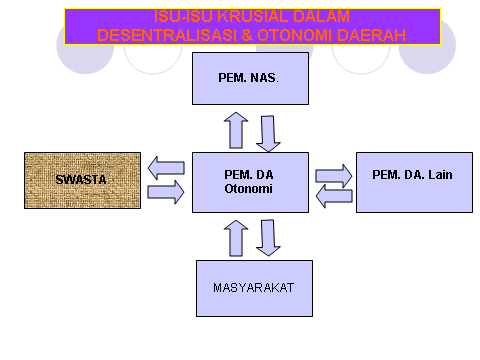 ISU-ISU KRUSIAL DALAM
DESENTRALISASI & OTONOMI DAERAH
PEM. NAS.
SWASTA
PEM. DA
Otonomi
PEM. DA. Lain
MASYARAKAT